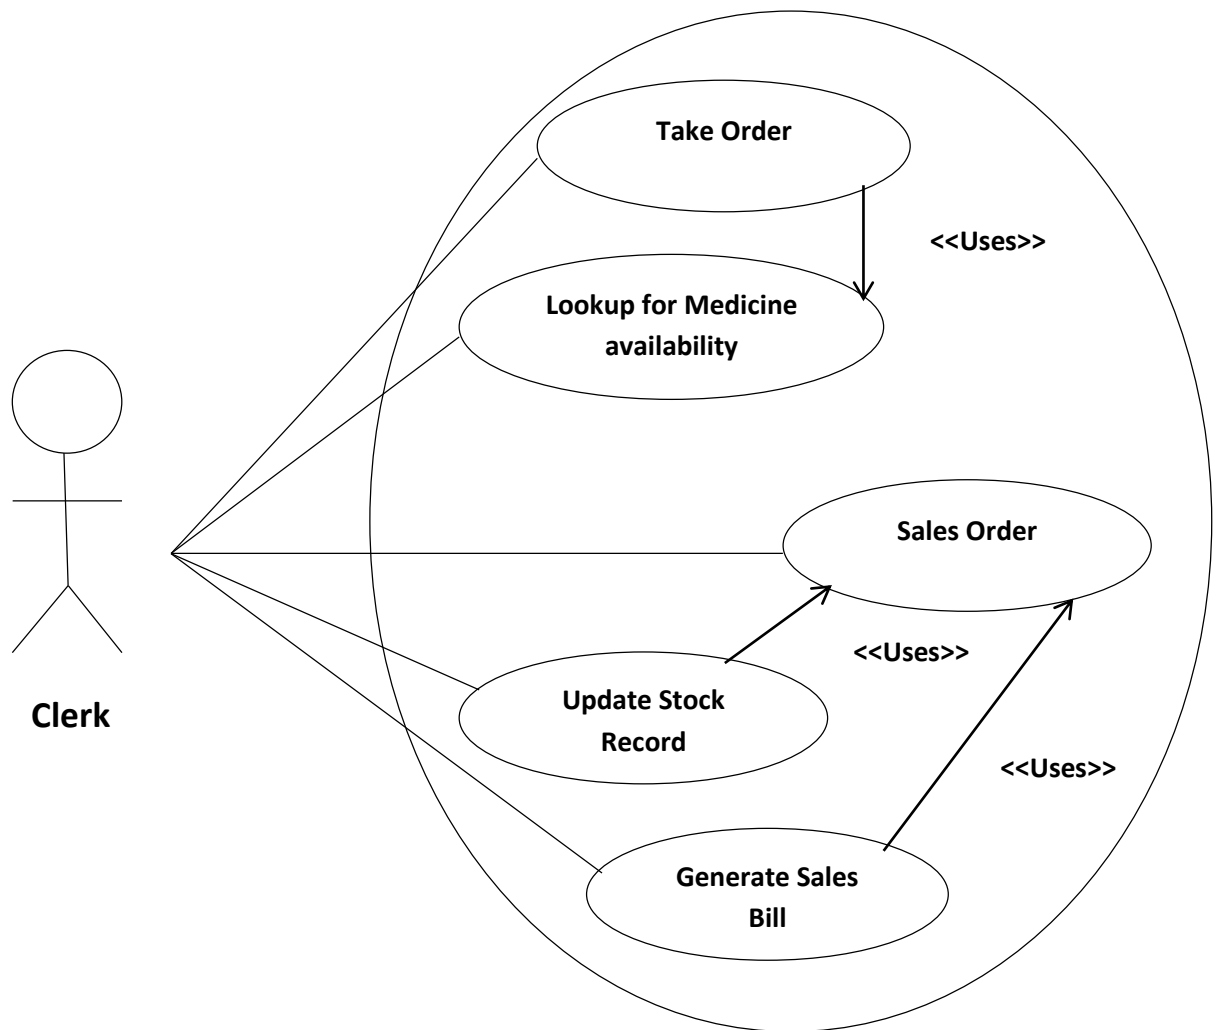 Take Order
<<Uses>>
Lookup for Medicine
availability
Sales Order
<<Uses>>
Update Stock
Record
Clerk
<<Uses>>
Generate Sales
Bill